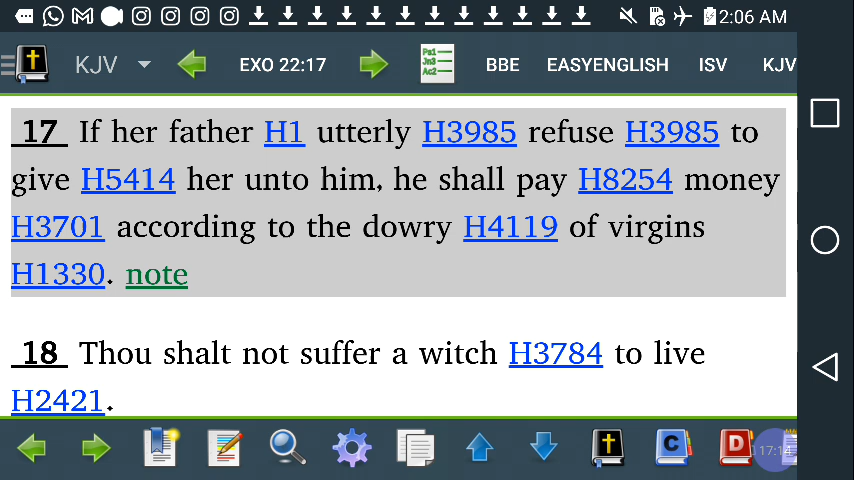 2:06 AM
KJV EXO 22:17 BBE EASYENGLISH ISV KJV
Ps1
Jn3
Ac2
17 If her father H1 utterly H3985 refuse H3985 to
give H5414 her unto him, he shall pay H8254 money
H3701 according to the dowry H4119 of virgins
H1330. note
18 Thou shalt not suffer a witch H3784 to live
H2421.
C D 17:14